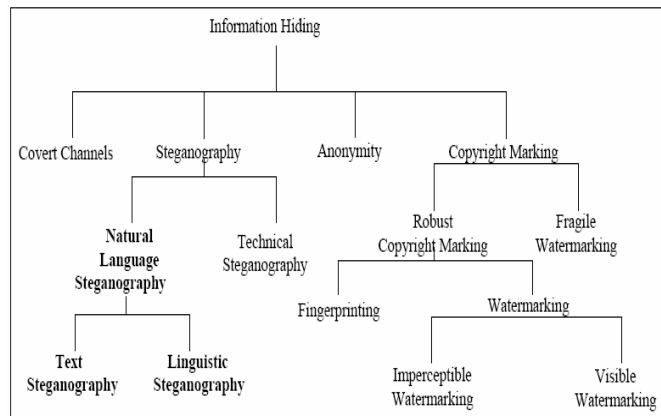 Information Hiding
Covert Channels
Steganography
Anonymity
Copyright Marking
Natural
Language
Steganography
Technical
Steganography
Robust
Copyright Marking
Fragile
Watermarking
Fingerprinting
Watermarking
Text
Steganography
Linguistic
Steganography
Imperceptible
Watermarking
Visible
Watermarking